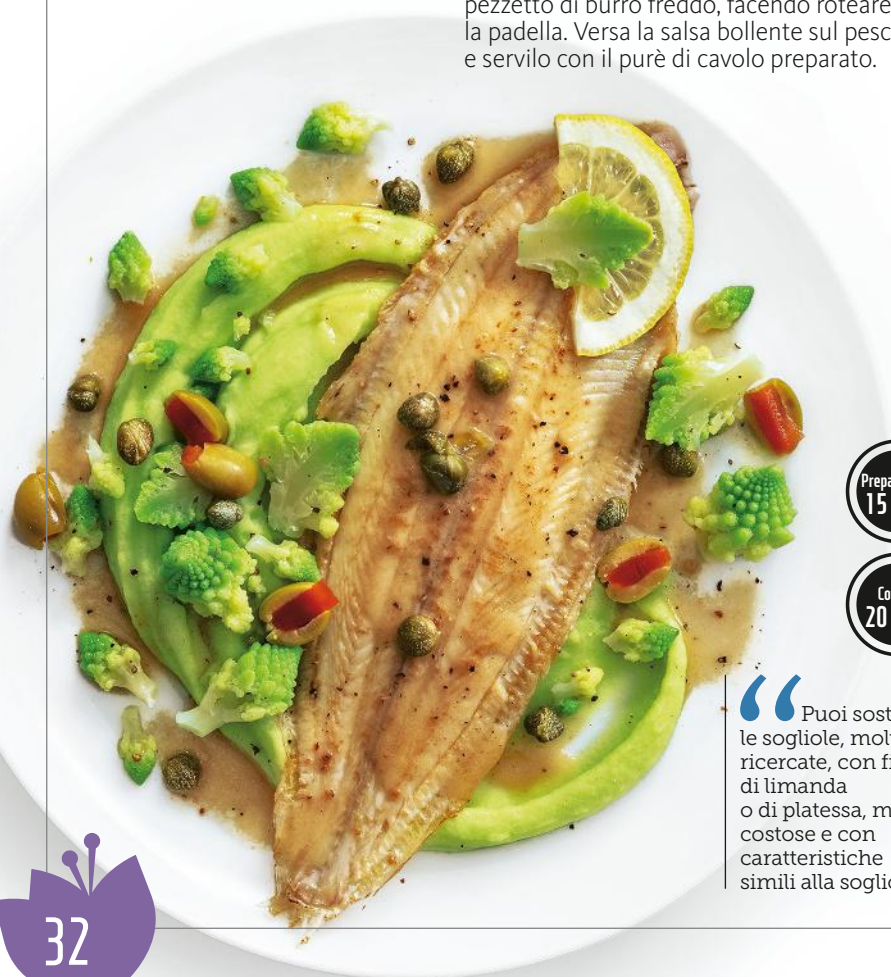 pezzetto di burro freddo, facendo roteare
la padella. Versa la salsa bollente sul pesc
e servilo con il purè di cavolo preparato.
Prepa
15
Co
20
“ Puoi sost
le sogliole, mol
ricercate, con fi
di limanda
o di platessa, m
costose e con
caratteristiche
simili alla soglio
32